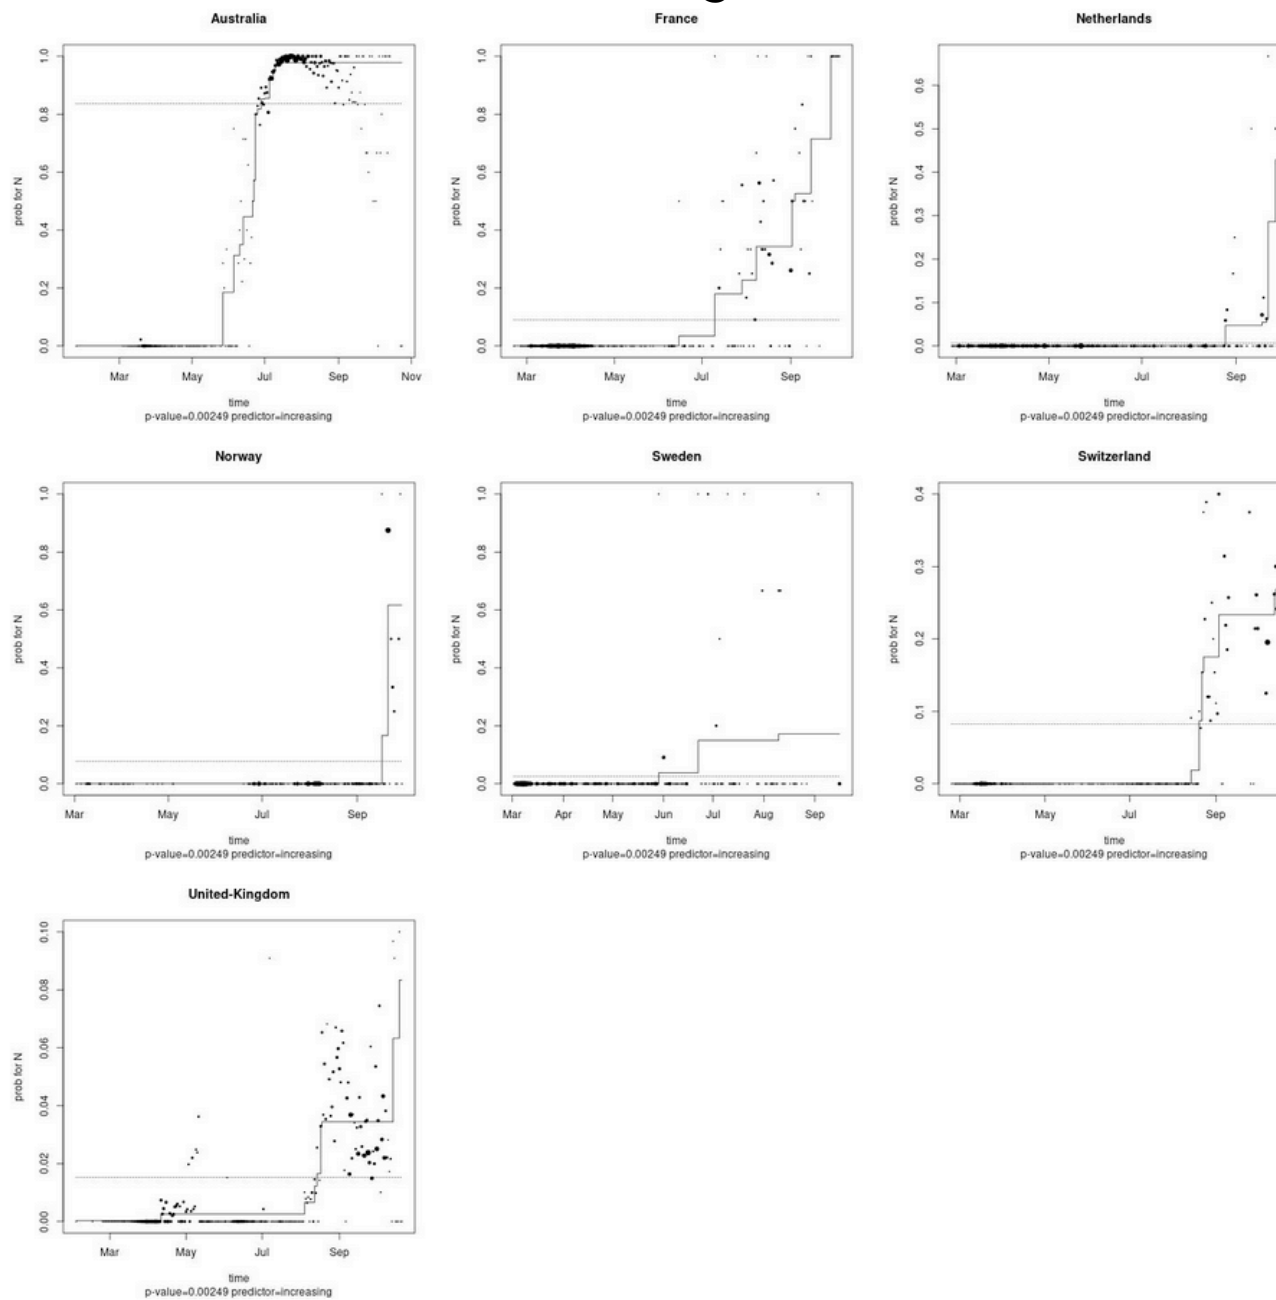 Australia
prob for N
1.0
0.8
0.6
0.4
0.2
0.0
Mar May Jul Sep Nov
time
p-value=0.00249 predictor=increasing
France
prob for N
1.0
0.8
0.6
0.4
0.2
0.0
Mar Jul Sep
time
p-value=0.00249 predictor=increasing
Netherlands
prob for N
0.6
0.5
0.4
0.3
0.2
0.1
0.0
Mar May Jul Sep
time
p-value=0.00249 predictor=increasing
Norway
prob for N
1.0
0.8
0.6
0.4
0.2
0.0
Mar May Jul Sep
time
p-value=0.00249 predictor=increasing
Sweden
prob for N
1.0
0.8
0.6
0.4
0.2
0.0
Mar Apr May Jun Jul Aug Sep
time
p-value=0.00249 predictor=increasing
Switzerland
prob for N
0.4
0.3
0.2
0.1
0.0
Mar May Jul Sep
time
p-value=0.00249 predictor=increasing
United-Kingdom
prob for N
0.10
0.08
0.06
0.04
0.02
0.00
Mar May Jul Sep
time
p-value=0.00249 predictor=increasing